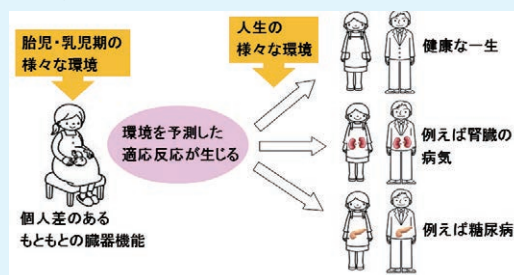 胎児・乳児期の
様々な環境
人生の
様々な環境
健康な一生
環境を予測した
適応反応が生じる
例えば腎臓の
病気
個人差のある
もともとの臓器機能
例えば糖尿病